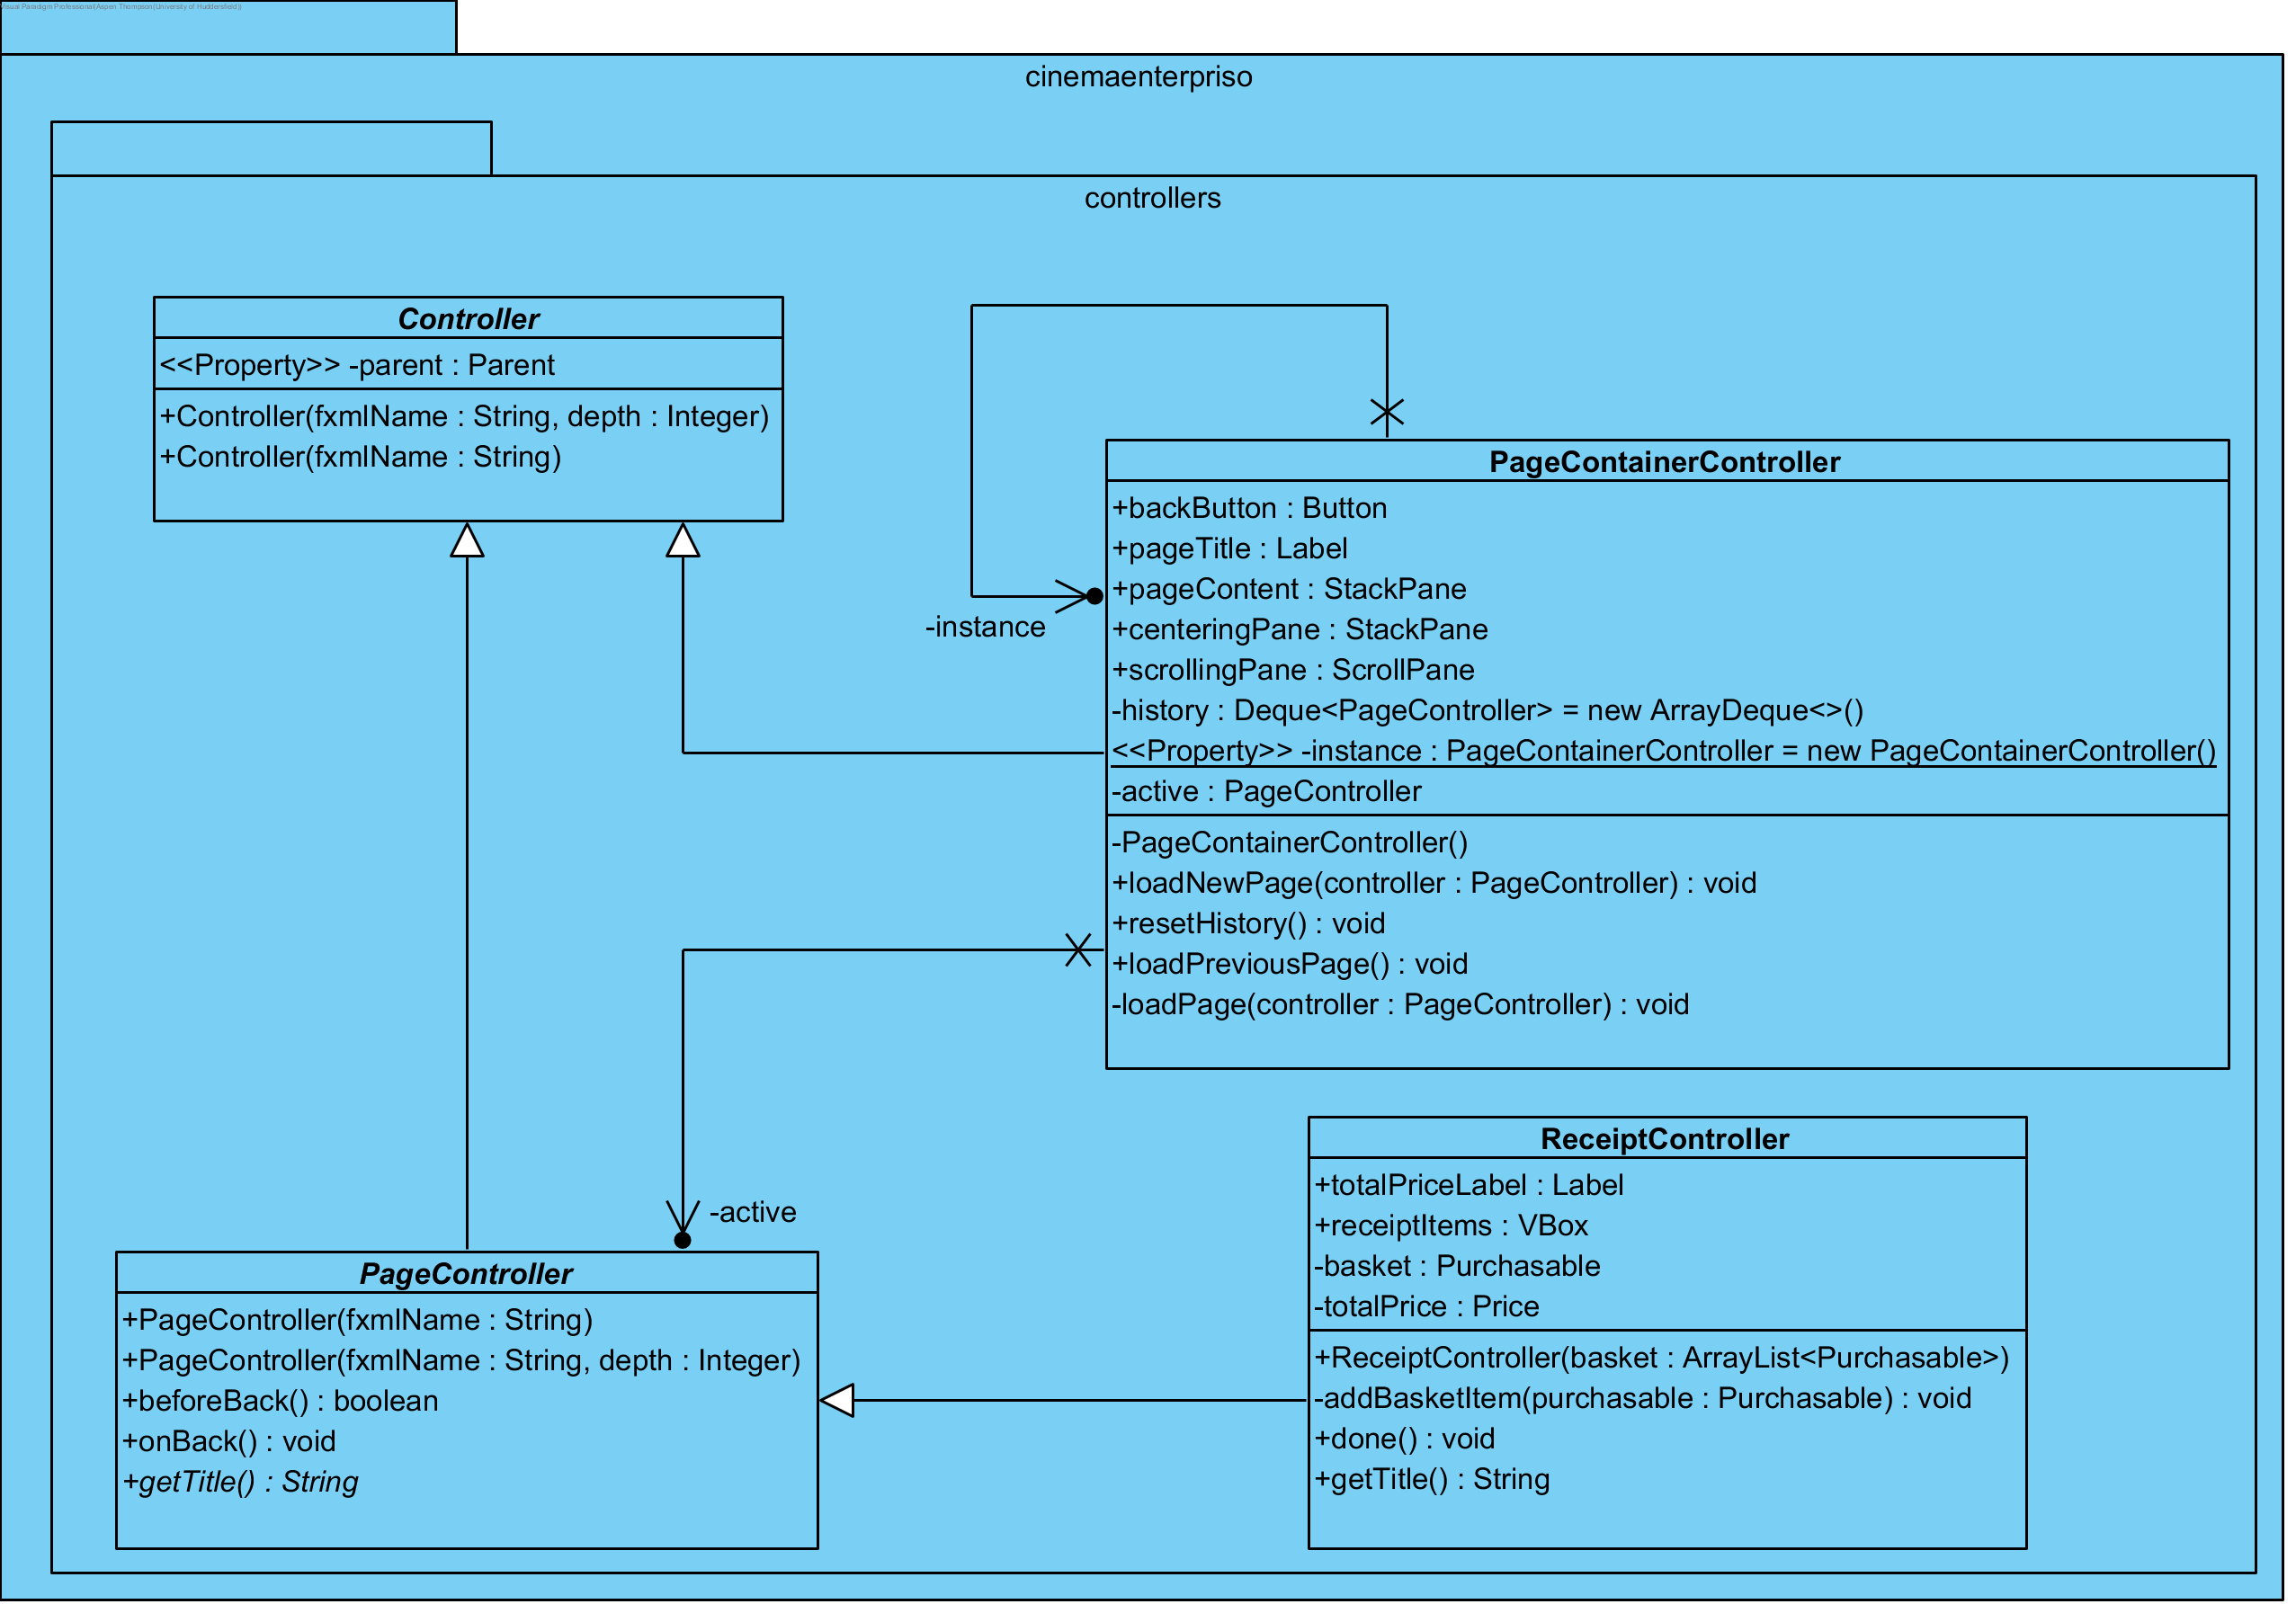 Visual Paradigm Professional(Aspen Thompson(University of Huddersfield))
cinemaenterpriso
controllers
Controller
<<Property>> -parent : Parent
+Controller(fxmlName : String, depth : Integer)
+Controller(fxmlName : String)
PageContainerController
+backButton : Button
+pageTitle : Label
+pageContent : StackPane
+centeringPane : StackPane
+scrollingPane : ScrollPane
-history : Deque<PageController> = new ArrayDeque<>()
<<Property>> -instance : PageContainerController = new PageContainerController()
-active : PageController
-PageContainerController()
+loadNewPage(controller : PageController) : void
+resetHistory() : void
+loadPreviousPage() : void
-loadPage(controller : PageController) : void
-instance
-active
PageController
+PageController(fxmlName : String)
+PageController(fxmlName : String, depth : Integer)
+beforeBack() : boolean
+onBack() : void
+getTitle() : String
ReceiptController
+totalPriceLabel : Label
+receiptItems : VBox
-basket : Purchasable
-totalPrice : Price
+ReceiptController(basket : ArrayList<Purchasable>)
-addBasketItem(purchasable : Purchasable) : void
+done() : void
+getTitle() : String